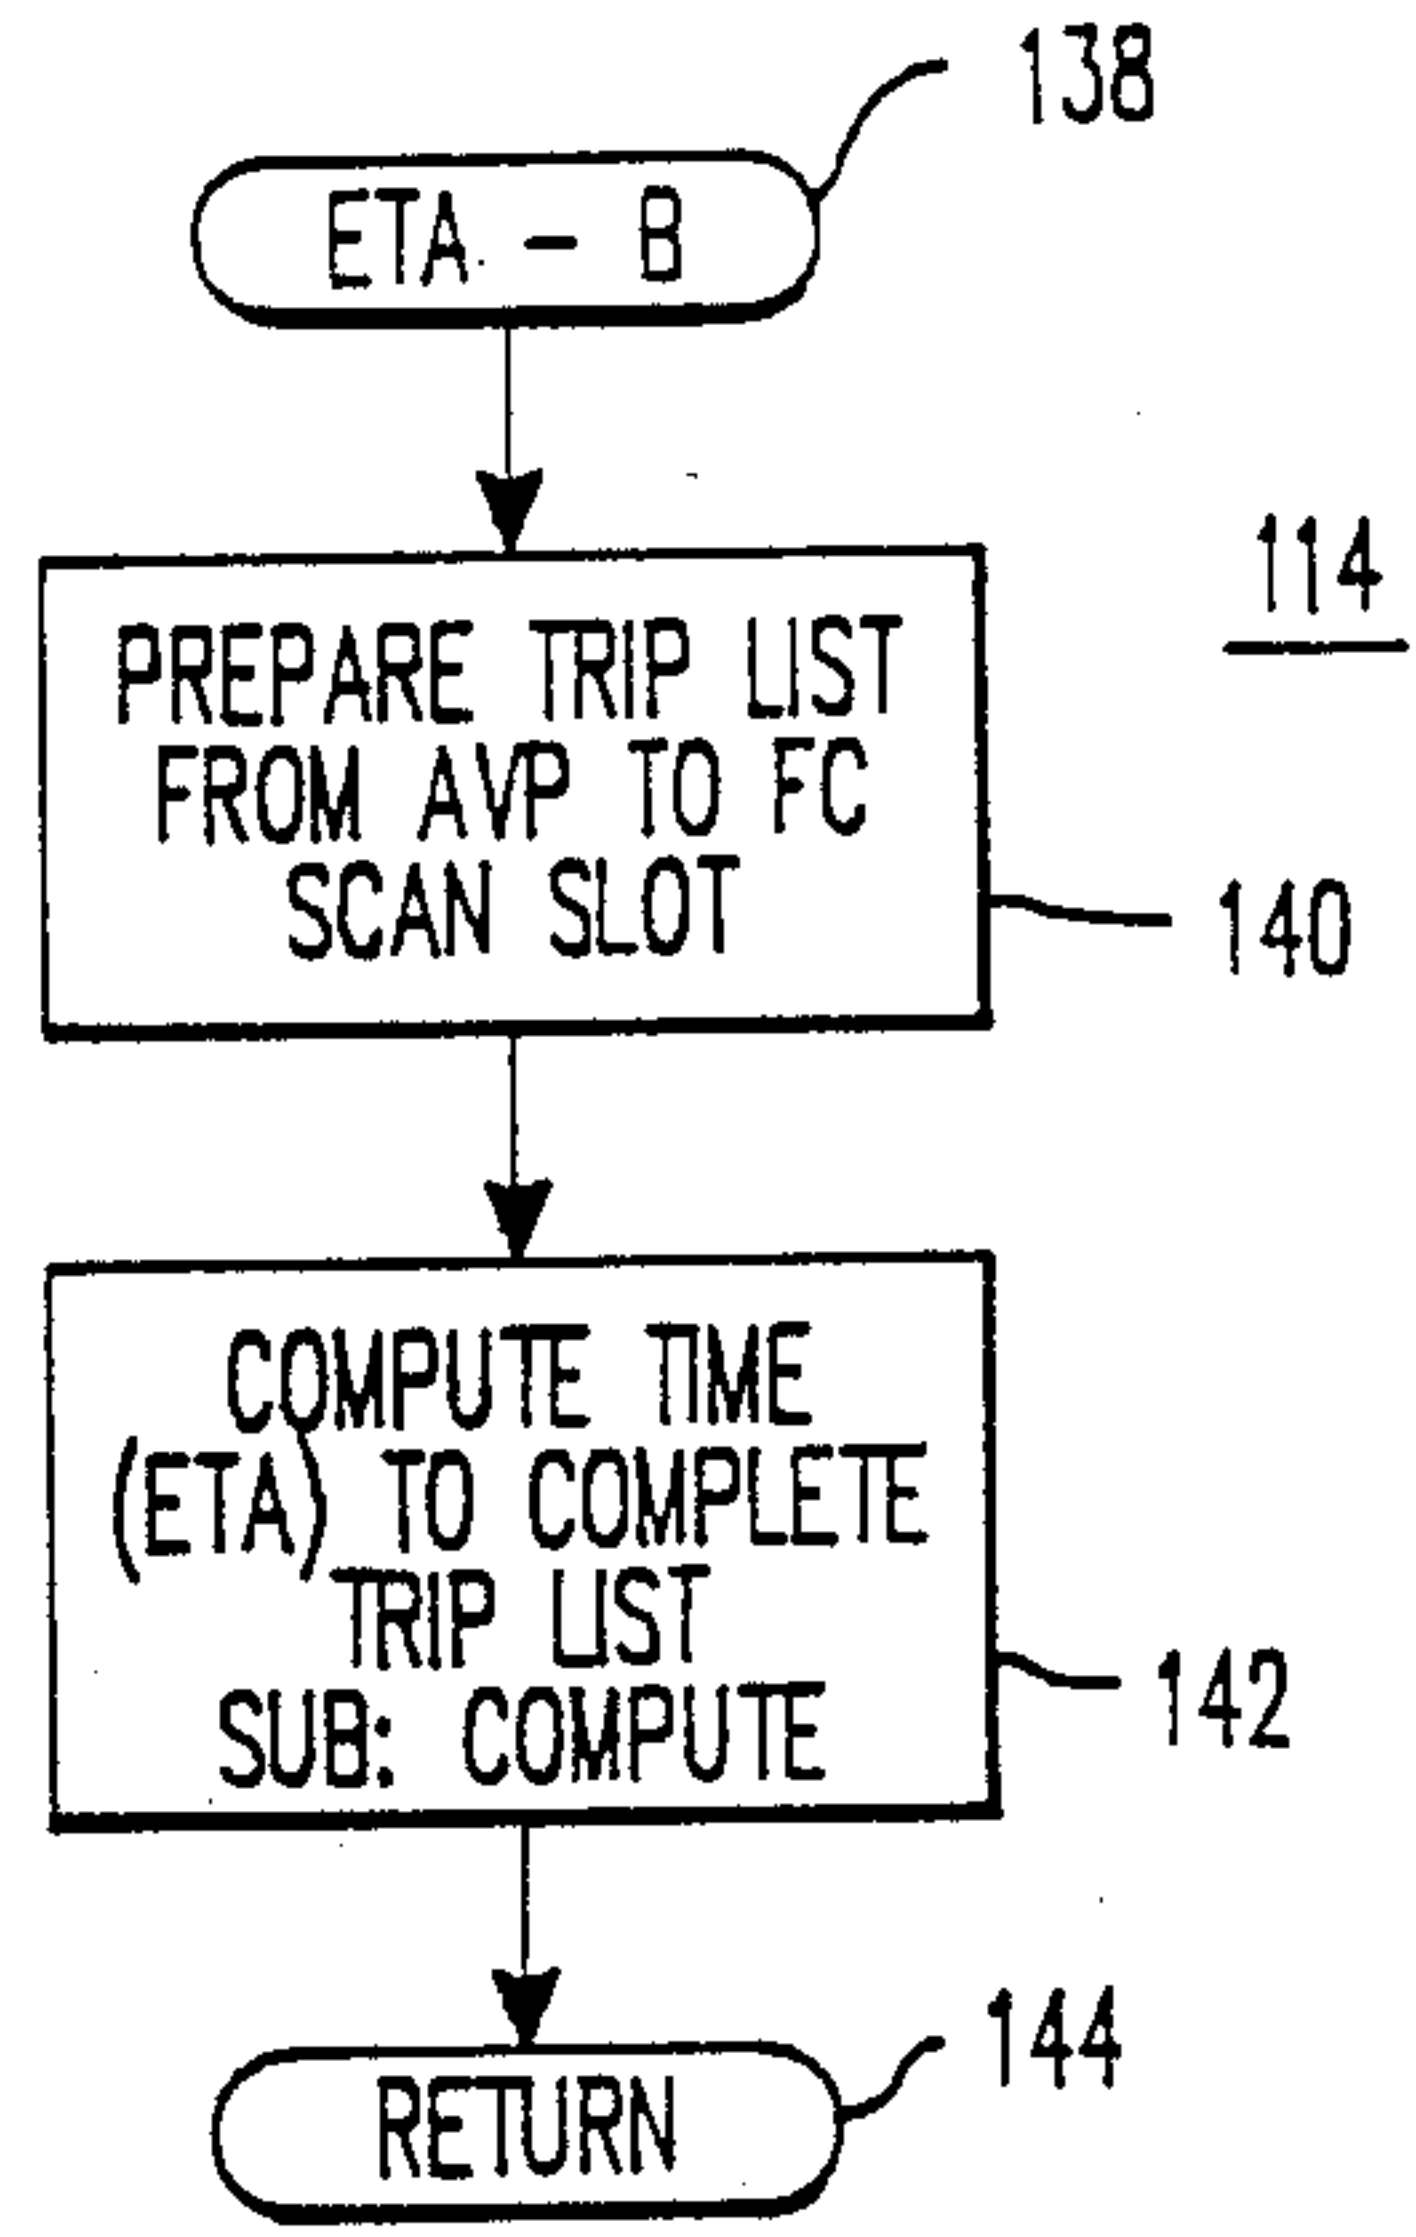 138
ETA - B
114
PREPARE TRIP LIST
FROM AVP TO FC
SCAN SLOT
140
COMPUTE TIME
(ETA) TO COMPLETE
TRIP LIST
SUB: COMPUTE
142
144
RETURN